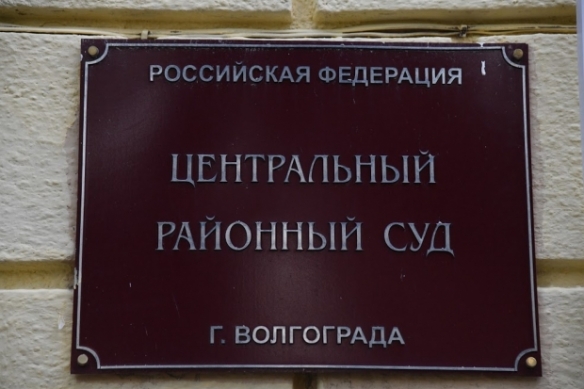 РОССИЙСКАЯ ФЕДЕРАЦИЯ
ЦЕНТРАЛЬНЫЙ
РАЙОННЫЙ СУД
Г. ВОЛГОГРАДА